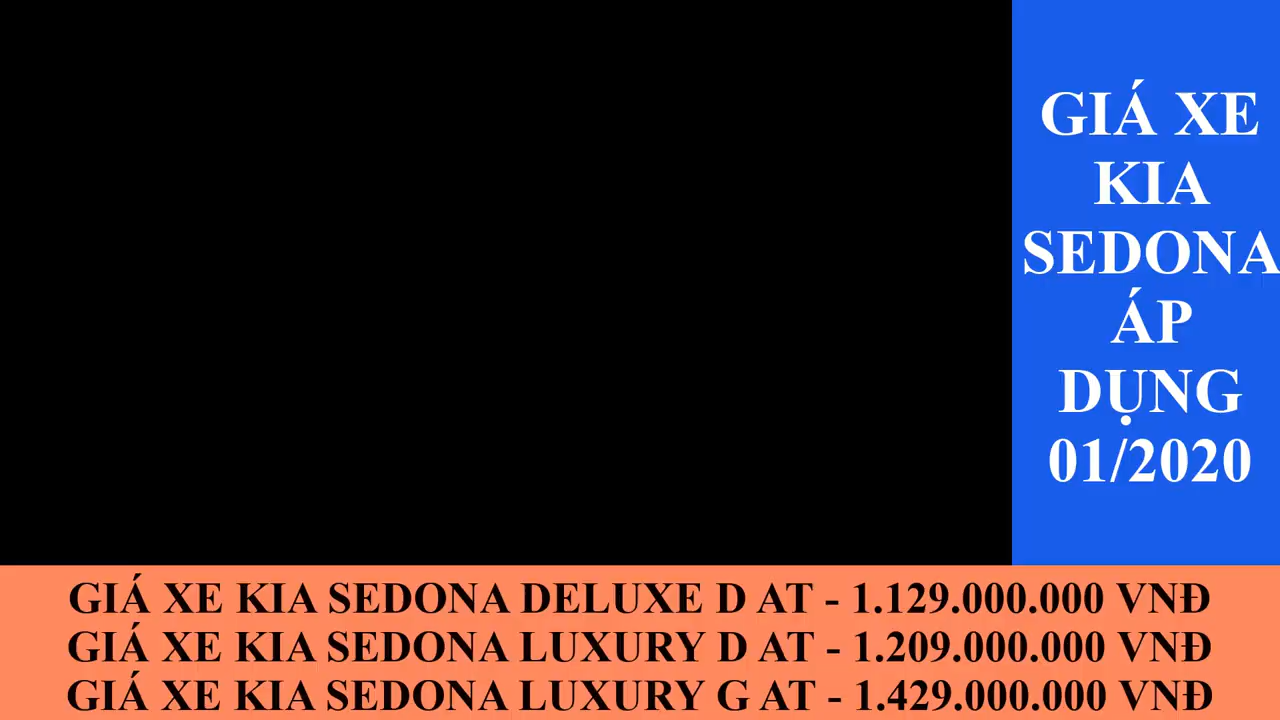 GIÁ XE
KIA
SEDONA
ÁP
DỤNG
01/2020
GIÁ XE KIA SEDONA DELUXE D AT - 1.129.000.000 VNĐ
GIÁ XE KIA SEDONA LUXURY D AT - 1.209.000.000 VNĐ
GIÁ XE KIA SEDONA LUXURY G AT - 1.429.000.000 VNĐ